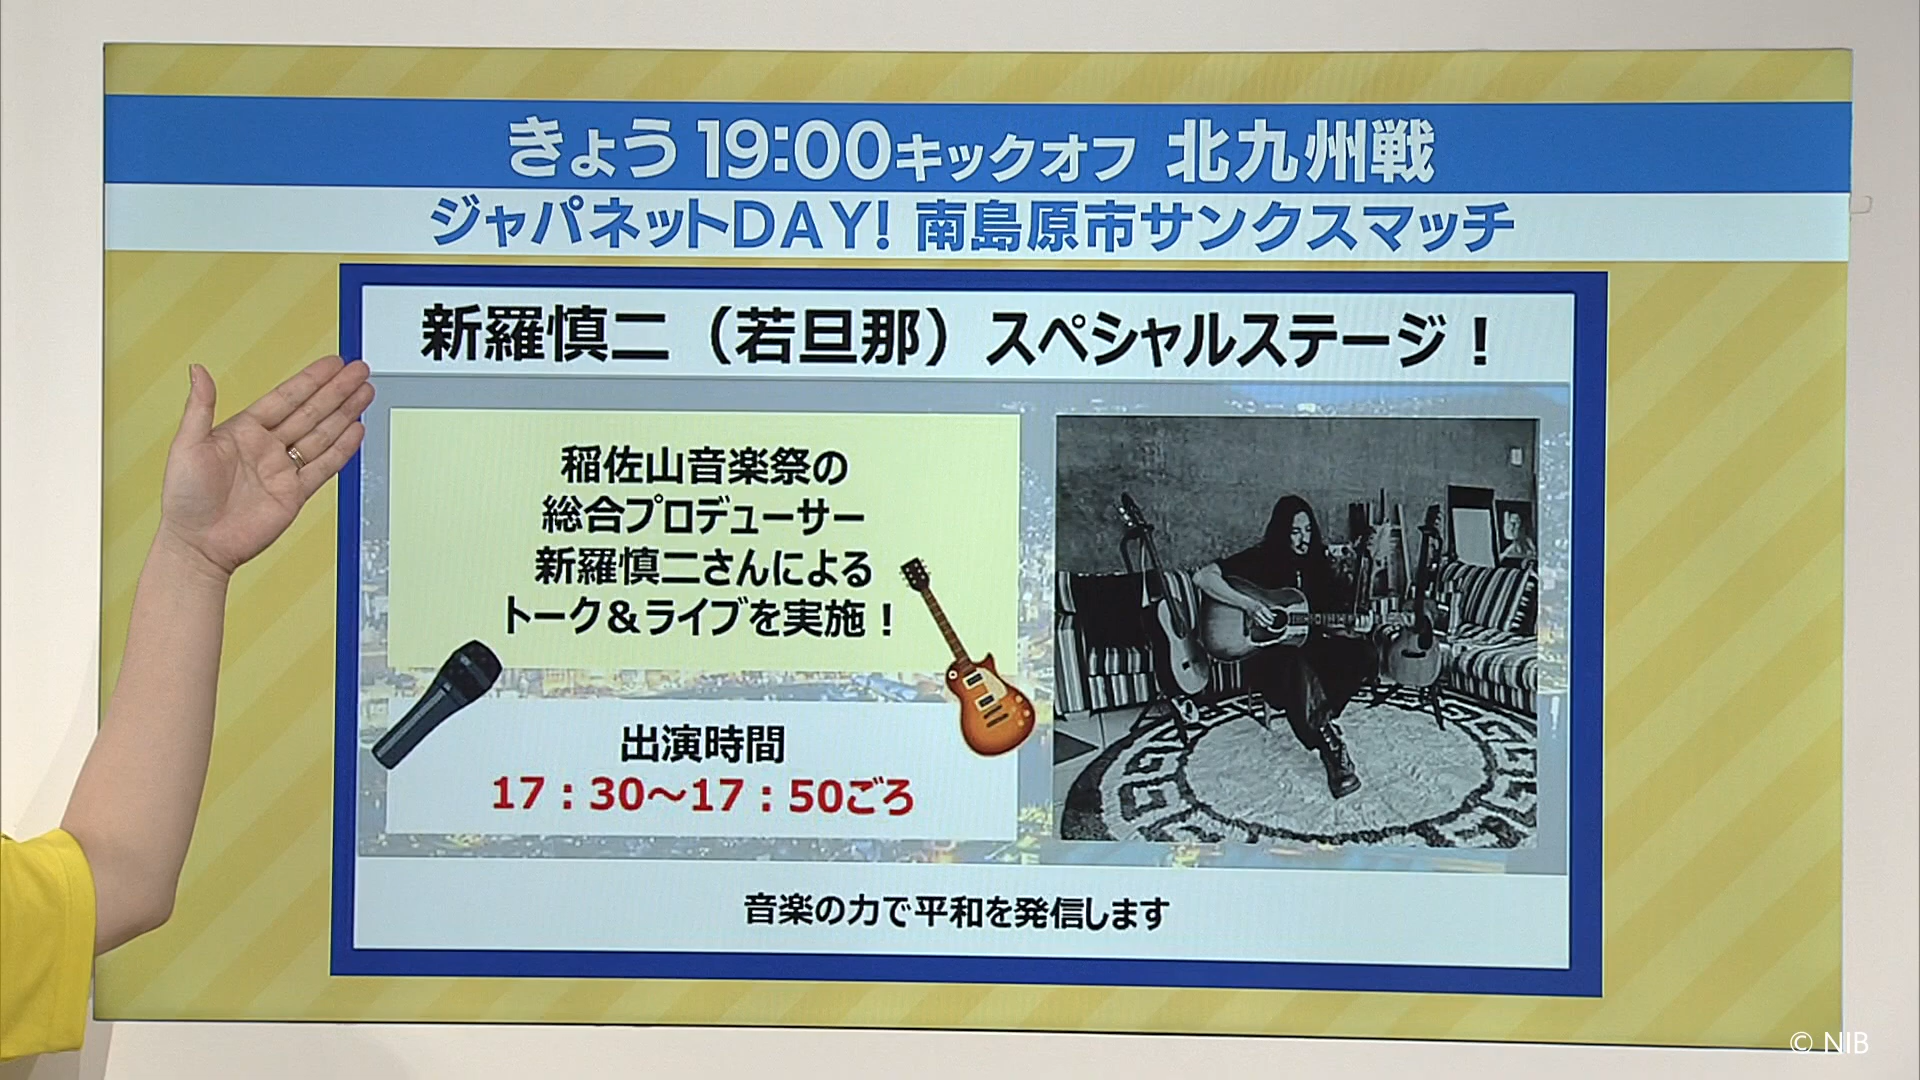 きょう 19:00キックオフ 北九州戦
ジャパネットDAY! 南島原市サンクスマッチ
新羅慎二（若旦那）スペシャルステージ！
稲佐山音楽祭の
総合プロデューサー
新羅慎二さんによる
トーク＆ライブを実施！
出演時間
17：30～17：50ごろ
音楽の力で平和を発信します
© NIB